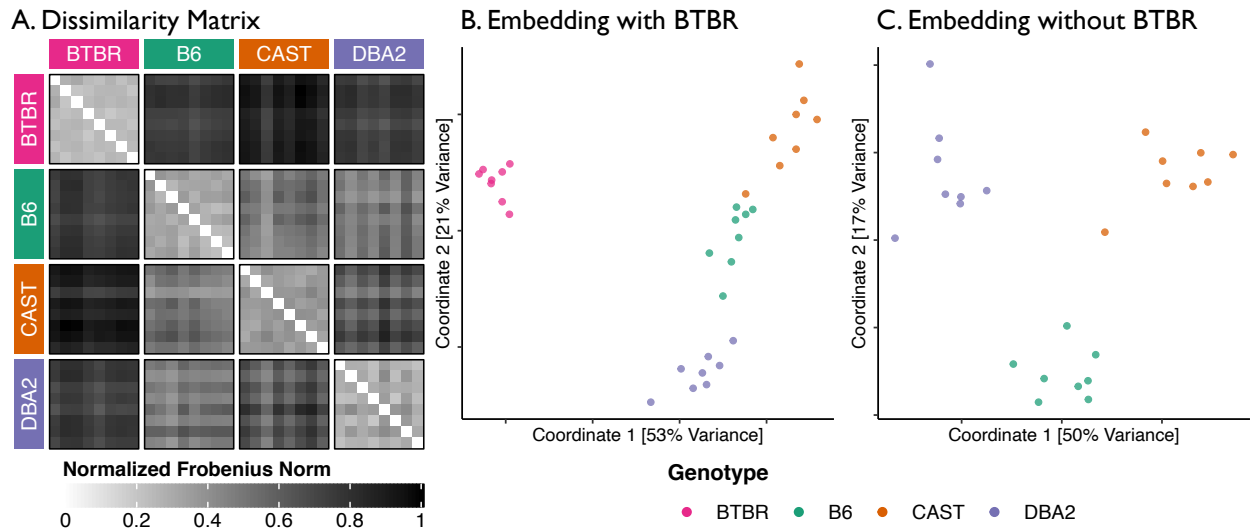 A. Dissimilarity Matrix
BTBR B6 CAST DBA2
BTBR
B6
CAST
DBA2
Normalized Frobenius Norm
0 0.2 0.4 0.6 0.8 1
B. Embedding with BTBR
Coordinate 2 [21% Variance]
Coordinate 1 [53% Variance]
C. Embedding without BTBR
Coordinate 2 [17% Variance]
Coordinate 1 [50% Variance]
Genotype
BTBR B6 CAST DBA2